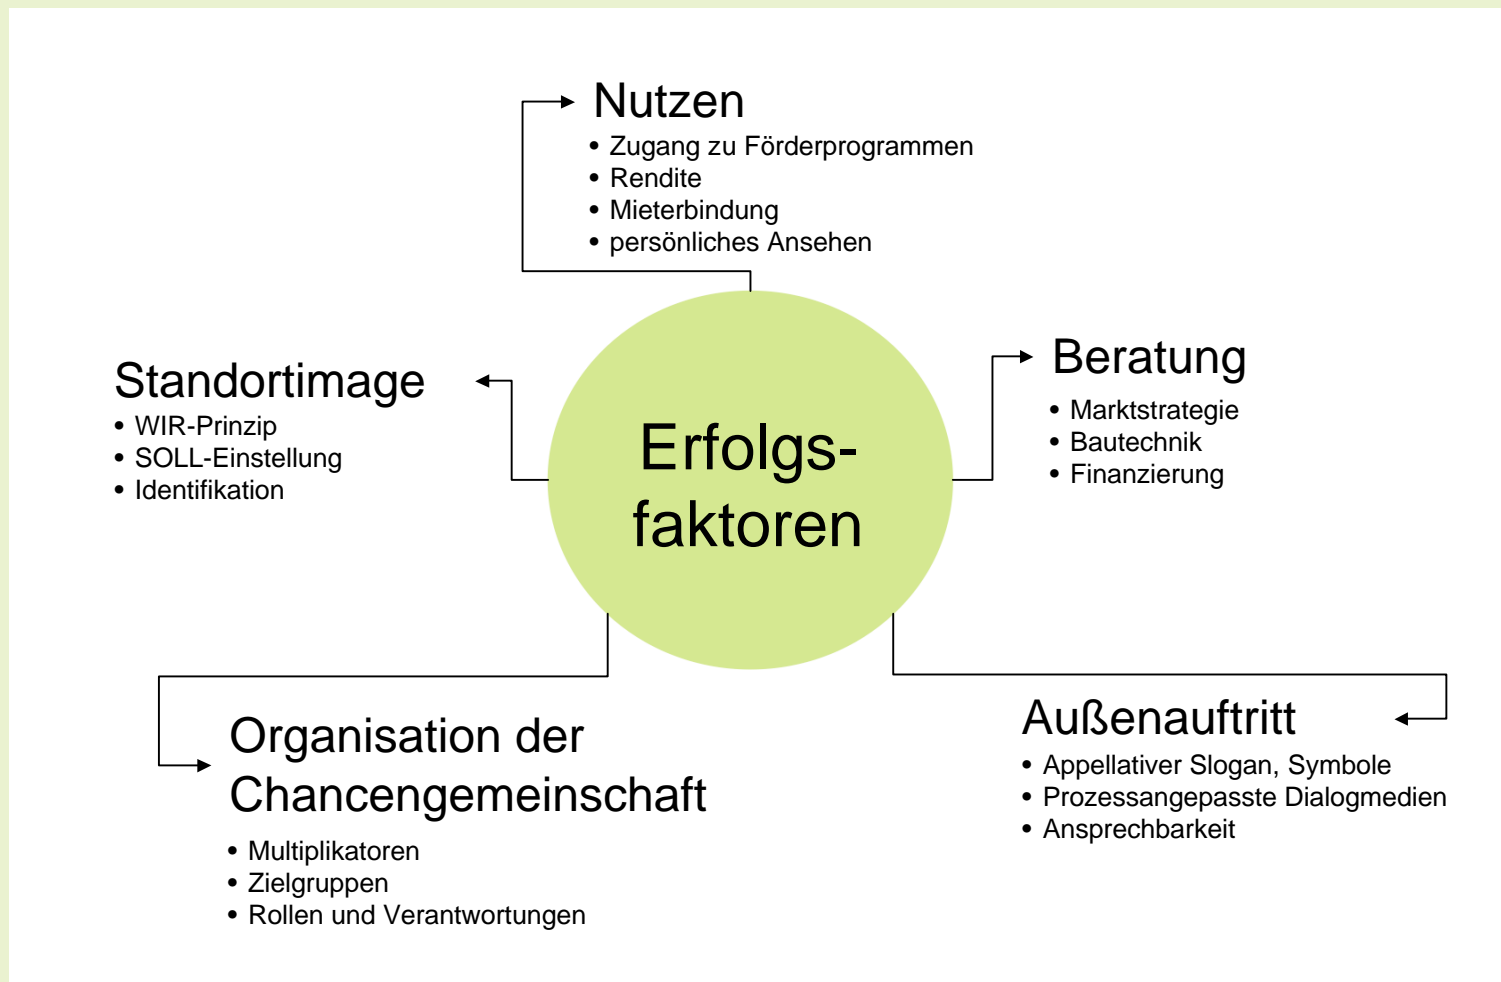 Nutzen
• Zugang zu Förderprogrammen
• Rendite
• Mieterbindung
• persönliches Ansehen
Standortimage
• WIR-Prinzip
• SOLL-Einstellung
• Identifikation
Erfolgs-
faktoren
Beratung
• Marktstrategie
• Bautechnik
• Finanzierung
Organisation der
Chancengemeinschaft
• Multiplikatoren
• Zielgruppen
• Rollen und Verantwortungen
Außenauftritt
• Appellativer Slogan, Symbole
• Prozessangepasste Dialogmedien
• Ansprechbarkeit